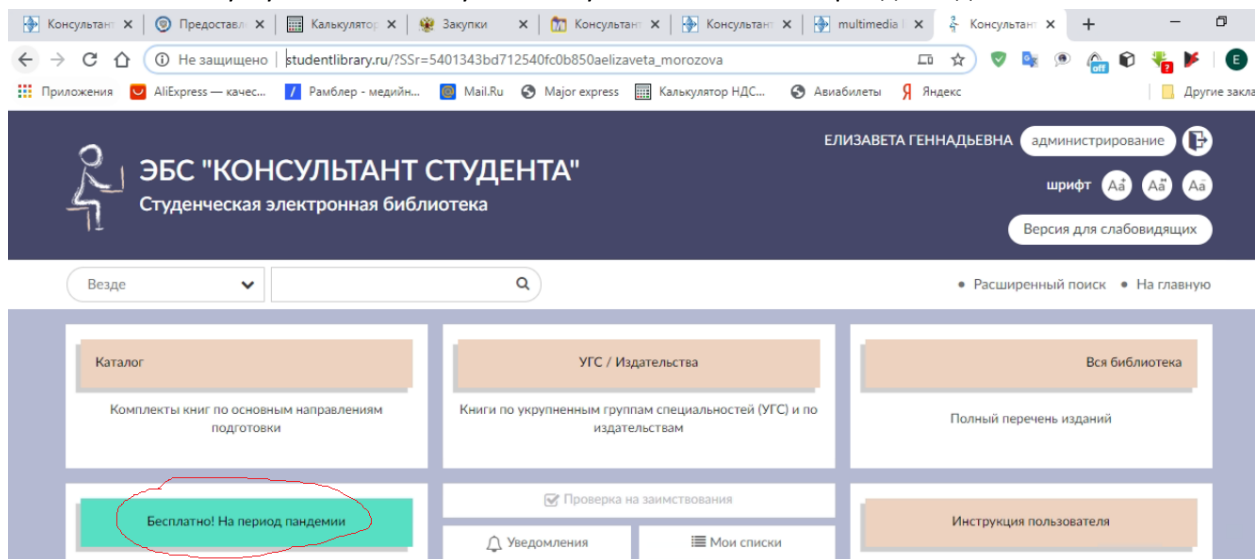 Консультант
Предоставл
Калькулятор
Закупки
Консультант
Консультант
multimedia
Консультант
Не защищено
studentlibrary.ru/?SSr=5401343bd712540fc0b850aelizaveta_morozova
off
?
E
Приложения
AliExpress — качес...
Рамблер - медийн...
Mail.Ru
Major express
Калькулятор НДС...
Авиабилеты
Я Яндекс
Другие закла
ЕЛИЗАВЕТА ГЕННАДЬЕВНА
администрирование
ЭБС "КОНСУЛЬТАНТ СТУДЕНТА"
Студенческая электронная библиотека
шрифт
Версия для слабовидящих
Везде
• Расширенный поиск • На главную
Каталог
Комплекты книг по основным направлениям
подготовки
УГС / Издательства
Книги по укрупненным группам специальностей (УГС) и по
издательствам
Вся библиотека
Полный перечень изданий
Бесплатно! На период пандемии
Проверка на заимствования
Уведомления
Мои списки
Инструкция пользователя